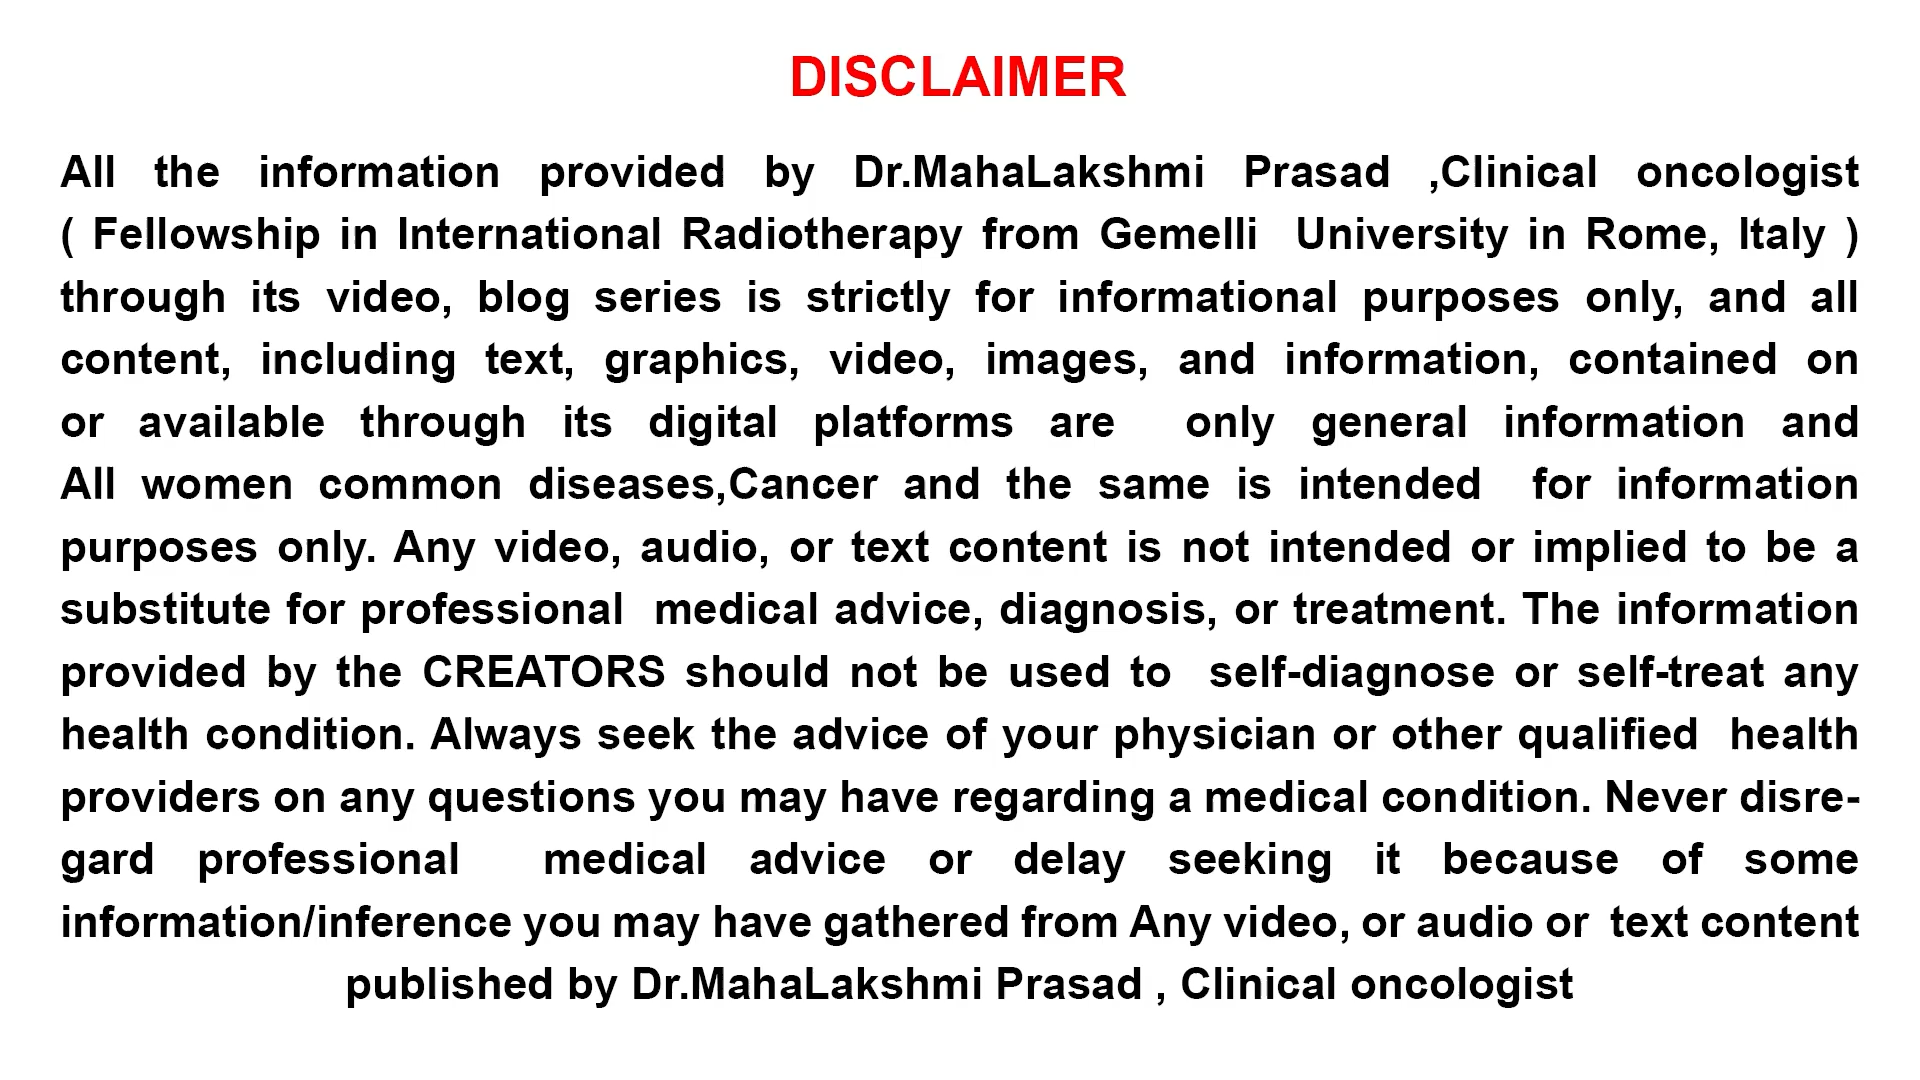 DISCLAIMER
All the information provided by Dr.MahaLakshmi Prasad ,Clinical oncologist
( Fellowship in International Radiotherapy from Gemelli University in Rome, Italy )
through its video, blog series is strictly for informational purposes only, and all
content, including text, graphics, video, images, and information, contained on
or available through its digital platforms are only general information and
All women common diseases,Cancer and the same is intended for information
purposes only. Any video, audio, or text content is not intended or implied to be a
substitute for professional medical advice, diagnosis, or treatment. The information
provided by the CREATORS should not be used to self-diagnose or self-treat any
health condition. Always seek the advice of your physician or other qualified health
providers on any questions you may have regarding a medical condition. Never disre-
gard professional medical advice or delay seeking it because of some
information/inference you may have gathered from Any video, or audio or text content
published by Dr.MahaLakshmi Prasad , Clinical oncologist